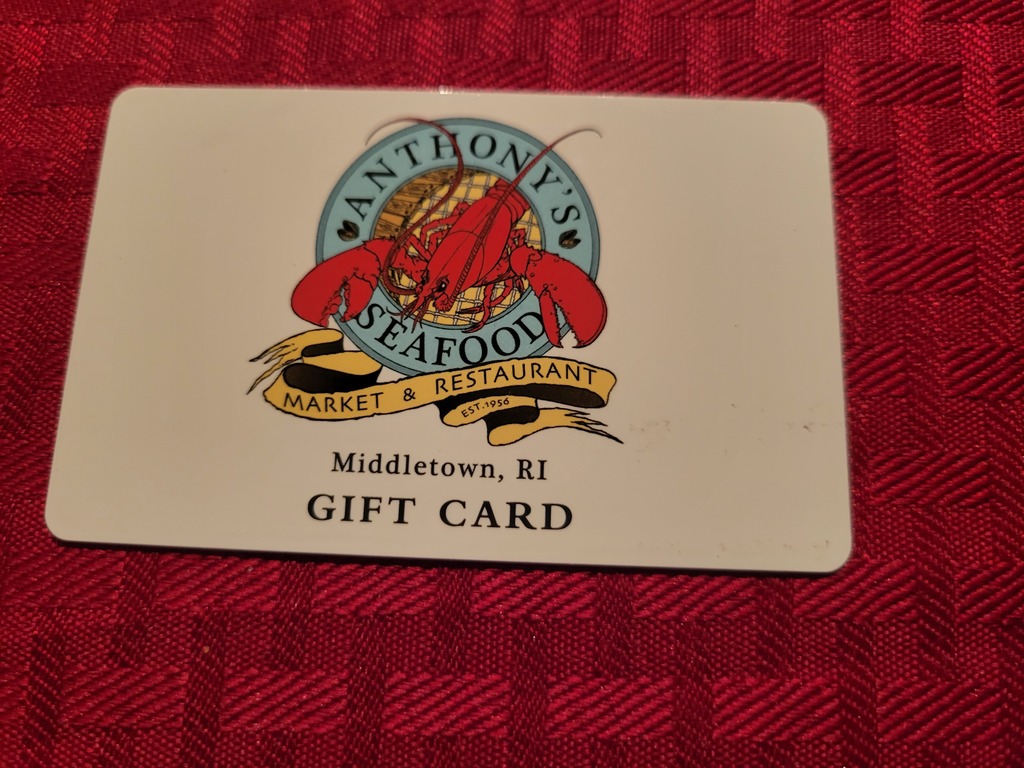 ANTHONY'S
SEAFOOD
MARKET & RESTAURANT
EST. 1956
Middletown, RI
GIFT CARD